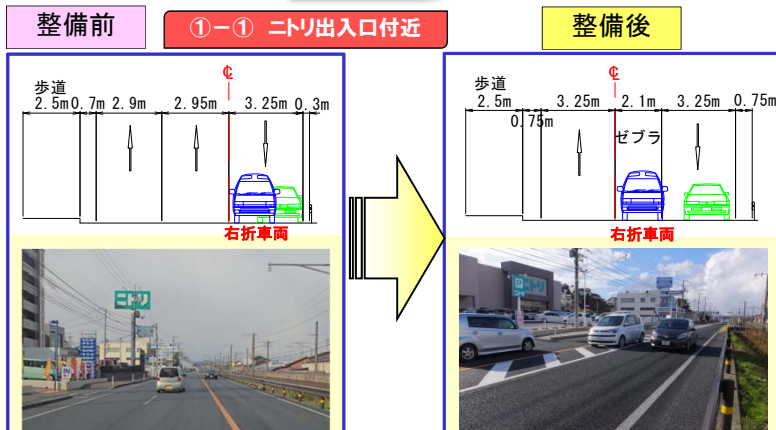 整備前
①-① ニトリ出入口付近
整備後
℄
歩道
2.5m 0.7m 2.9m 2.95m 3.25m 0.3m
右折車両
ニトリ
℄
歩道
2.5m 3.25m 2.1m 3.25m 0.75m
0.75m
ゼブラ
右折車両
P
ニトリ
ニトリ